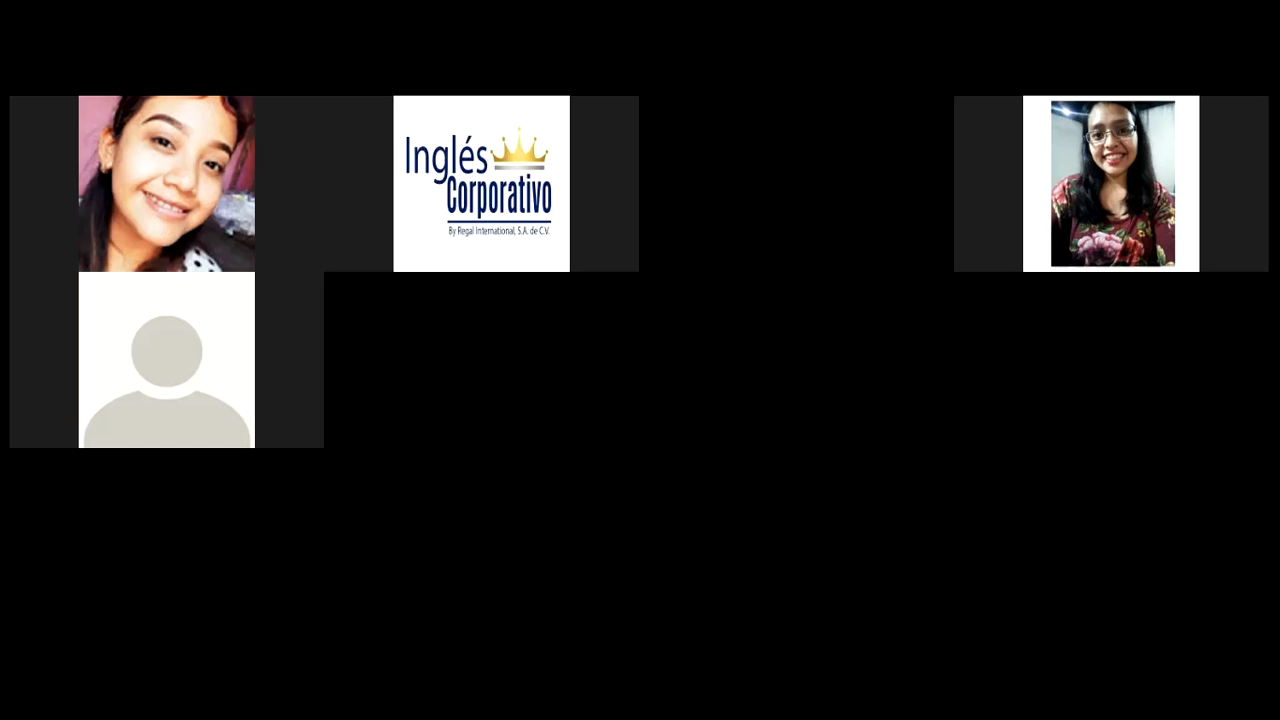 Inglés
Corporativo
By Regal International, S.A. de C.V.